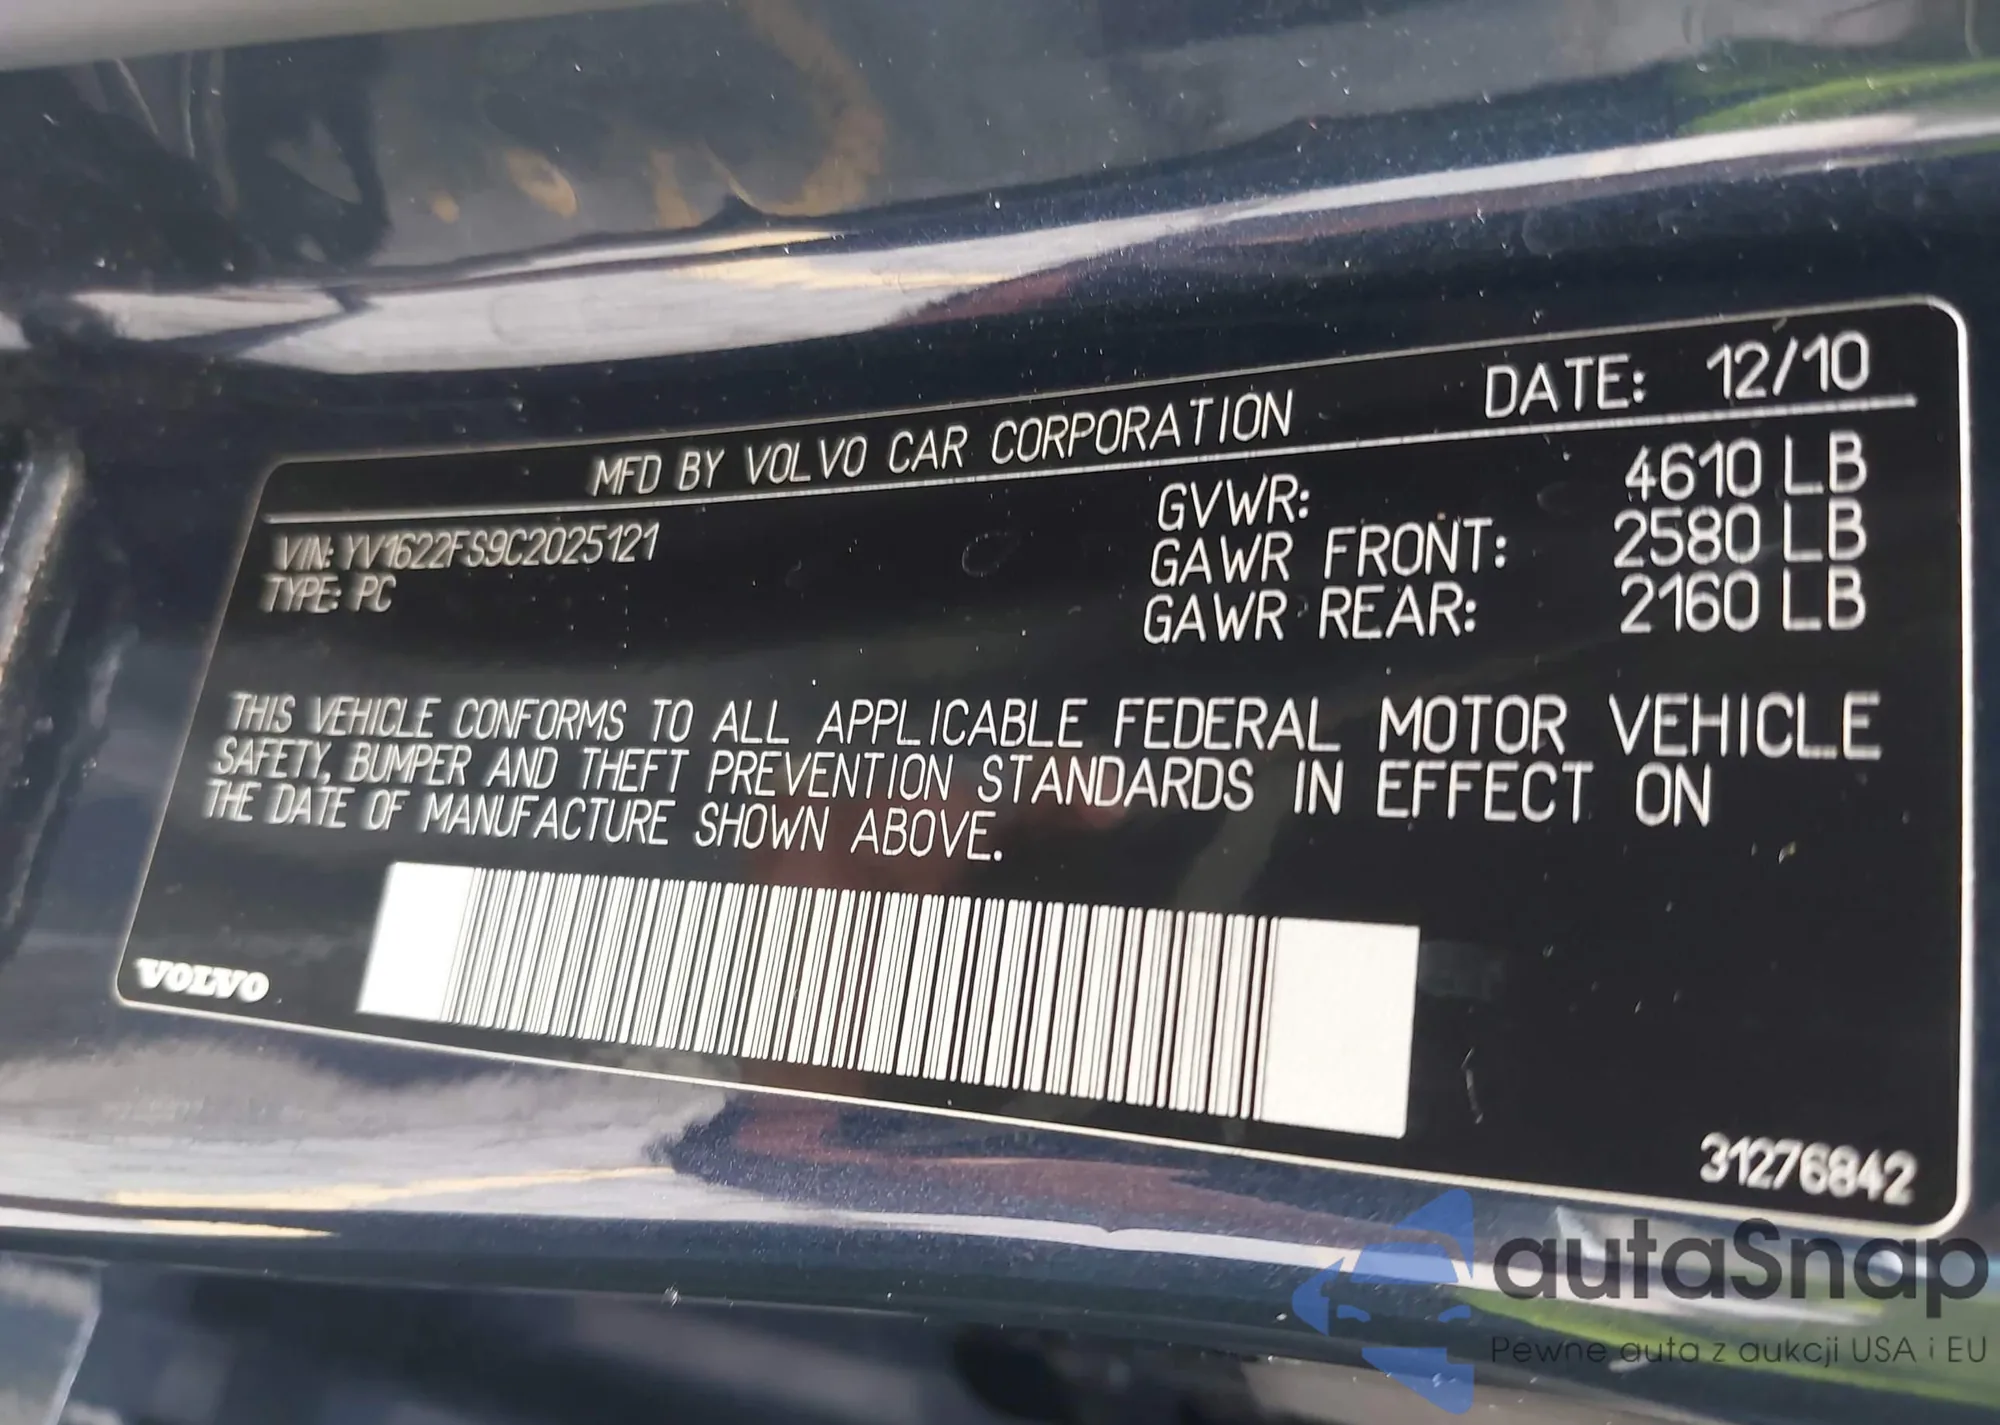 MFD BY VOLVO CAR CORPORATION DATE: 12/10
VIN: YV1622FS9C2025121
TYPE: PC
GVWR: 4610 LB
GAWR FRONT: 2580 LB
GAWR REAR: 2160 LB
THIS VEHICLE CONFORMS TO ALL APPLICABLE FEDERAL MOTOR VEHICLE
SAFETY, BUMPER AND THEFT PREVENTION STANDARDS IN EFFECT ON
THE DATE OF MANUFACTURE SHOWN ABOVE.
VOLVO
31276842
autaSnap
Pewne auta z aukcji USA i EU